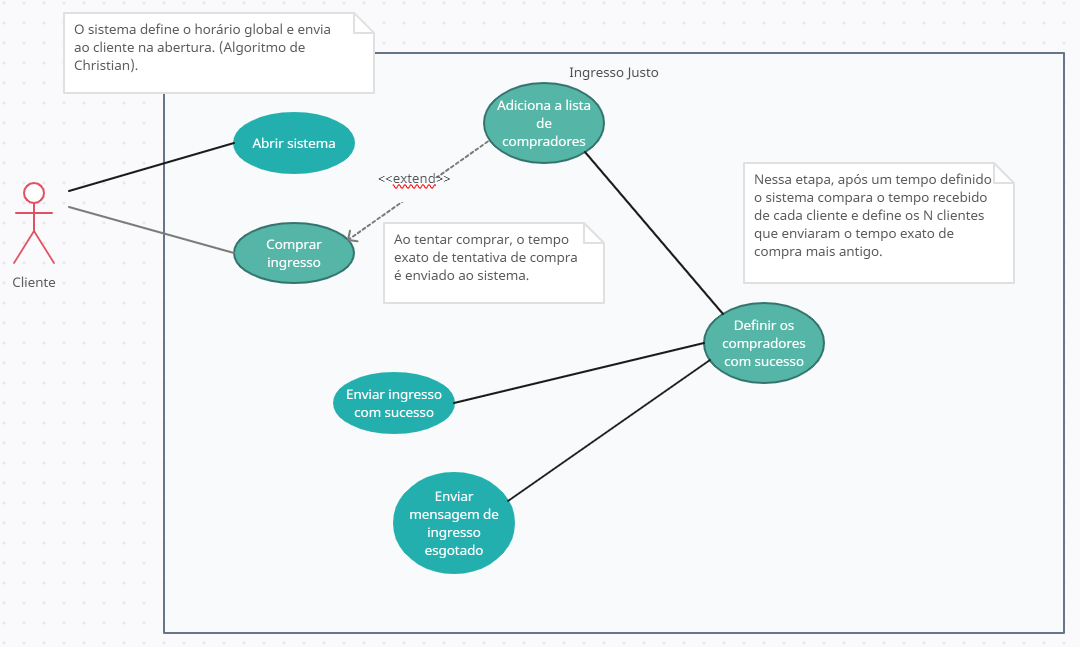 O sistema define o horário global e envia
ao cliente na abertura. (Algoritmo de
Christian).
Ingresso Justo
Adiciona a lista
de
compradores
Abrir sistema
<<extend>>
Nessa etapa, após um tempo definido
o sistema compara o tempo recebido
de cada cliente e define os N clientes
que enviaram o tempo exato de
compra mais antigo.
Comprar
ingresso
Ao tentar comprar, o tempo
exato de tentativa de compra
é enviado ao sistema.
Cliente
Definir os
compradores
com sucesso
Enviar ingresso
com sucesso
Enviar
mensagem de
ingresso
esgotado